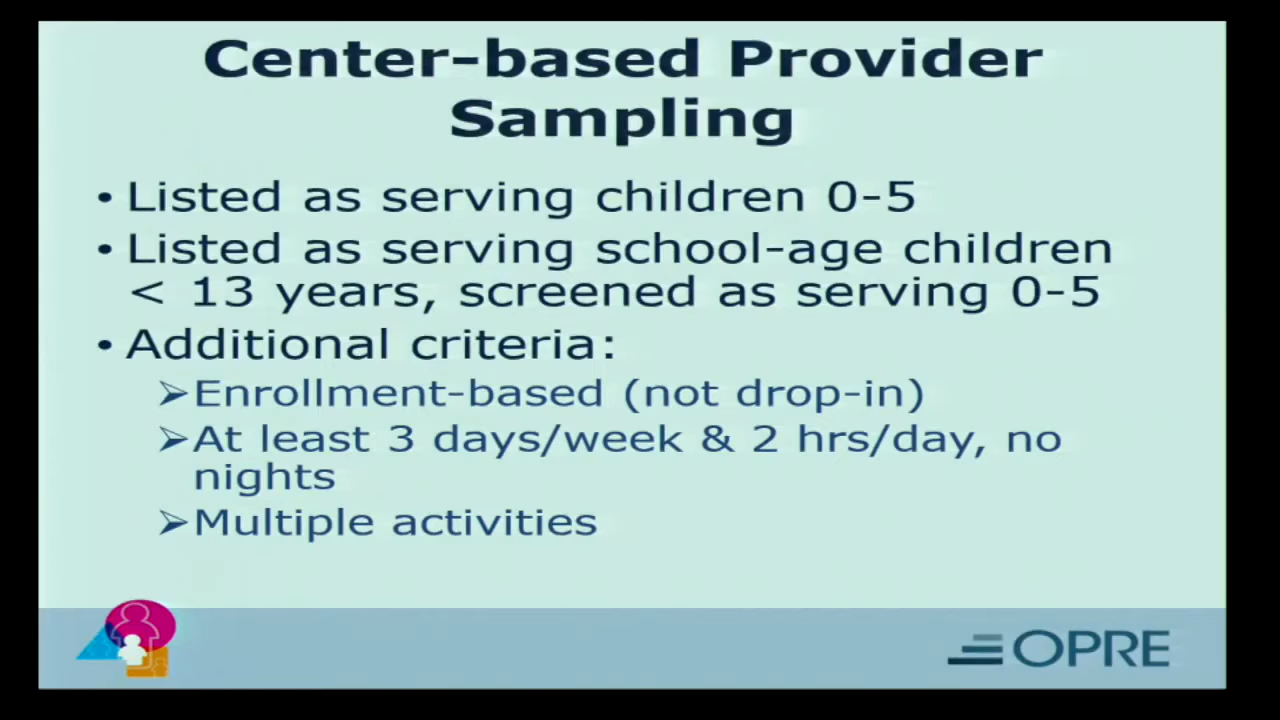 Center-based Provider
Sampling
• Listed as serving children 0-5
• Listed as serving school-age children
< 13 years, screened as serving 0-5
• Additional criteria:
➢Enrollment-based (not drop-in)
➢At least 3 days/week & 2 hrs/day, no
nights
➢Multiple activities
OPRE